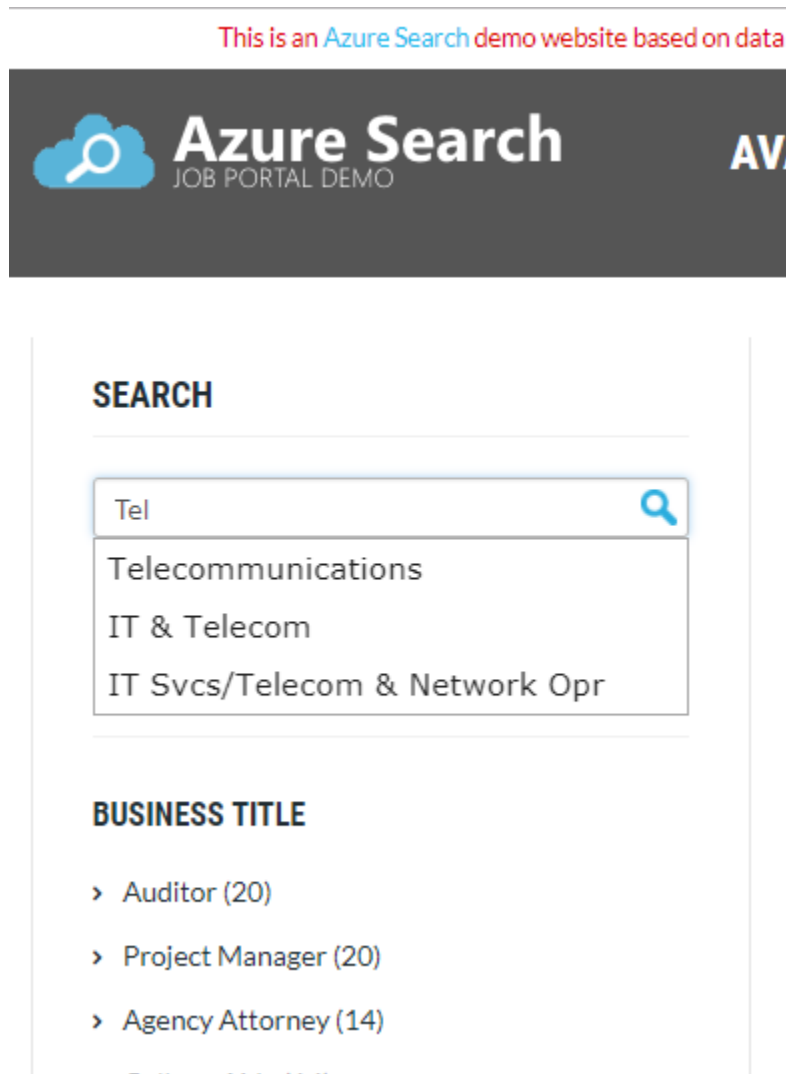 This is an Azure Search demo website based on data
Azure Search
JOB PORTAL DEMO
SEARCH
Tel
Telecommunications
IT & Telecom
IT Svcs/Telecom & Network Opr
BUSINESS TITLE
Auditor (20)
Project Manager (20)
Agency Attorney (14)